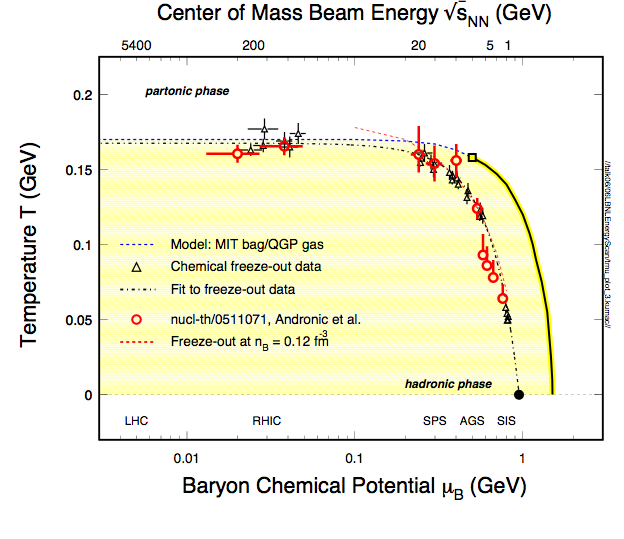 Center of Mass Beam Energy √s̅NN (GeV)
5400 200 20 5 1
partonic phase
0.2
0.15
0.1
0.05
0
Temperature T (GeV)
Model: MIT bag/QGP gas
Chemical freeze-out data
Fit to freeze-out data
nucl-th/0511071, Andronic et al.
Freeze-out at nB = 0.12 fm-3
hadronic phase
LHC RHIC SPS AGS SIS
0.01 0.1 1
Baryon Chemical Potential μB (GeV)